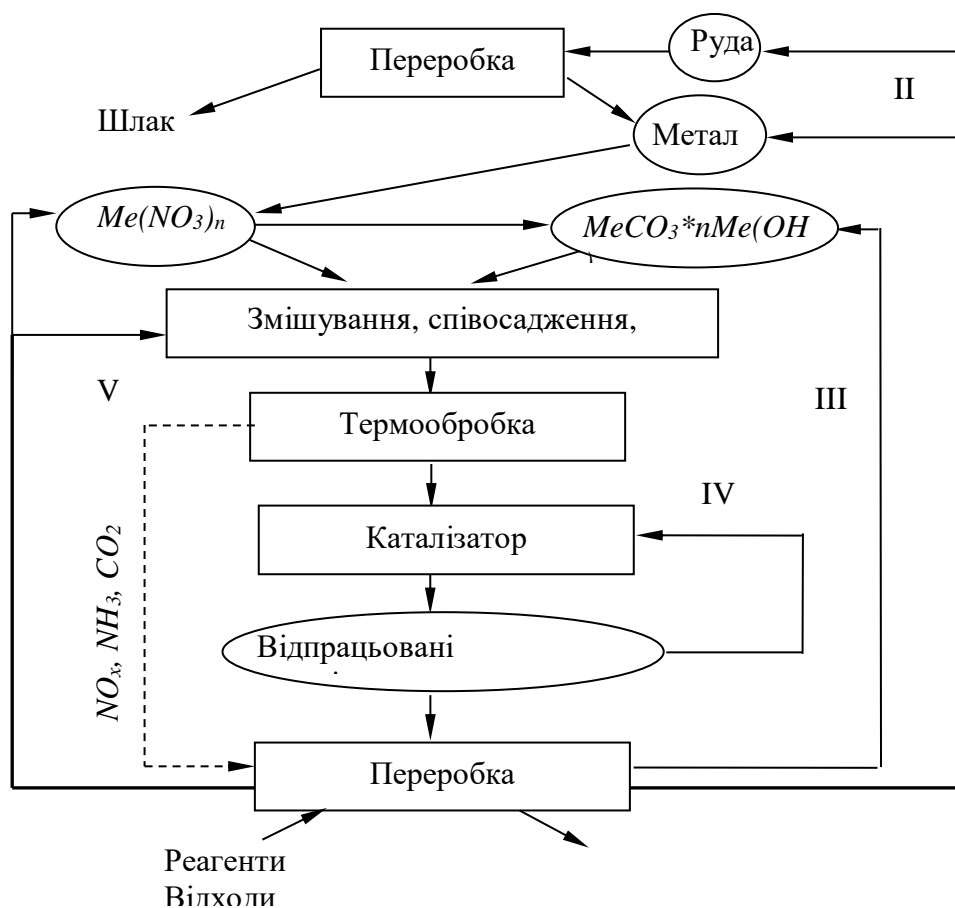 Руда
Переробка
II
Шлак
Метал
Me(NO3)n
MeCO3*nMe(OH
Змішування, співосадження,
V
III
Термообробка
IV
Каталізатор
NOx, NH3, CO2
Відпрацьовані
Переробка
Реагенти
Відходи